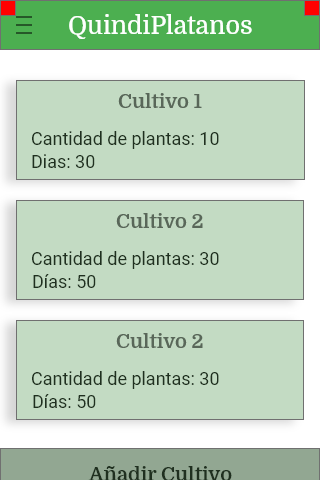 QuindiPlatanos
Cultivo 1
Cantidad de plantas: 10
Dias: 30
Cultivo 2
Cantidad de plantas: 30
Días: 50
Cultivo 2
Cantidad de plantas: 30
Días: 50
Añadir Cultivo